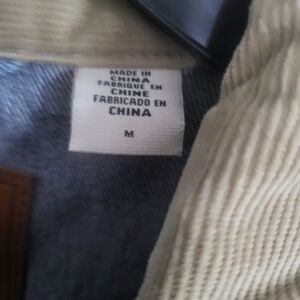 MADE IN
CHINA
FABRIQUE EN
CHINE
FABRICADO EN
CHINA
M